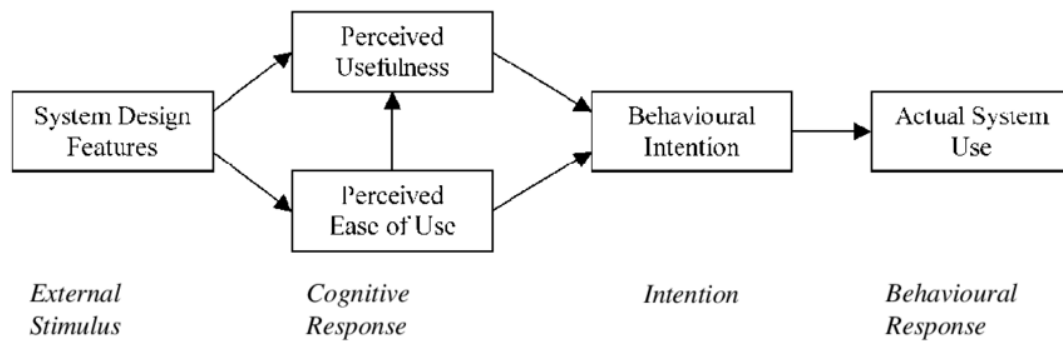 Perceived
Usefulness
System Design
Features
Behavioural
Intention
Actual System
Use
Perceived
Ease of Use
External
Stimulus
Cognitive
Response
Intention
Behavioural
Response